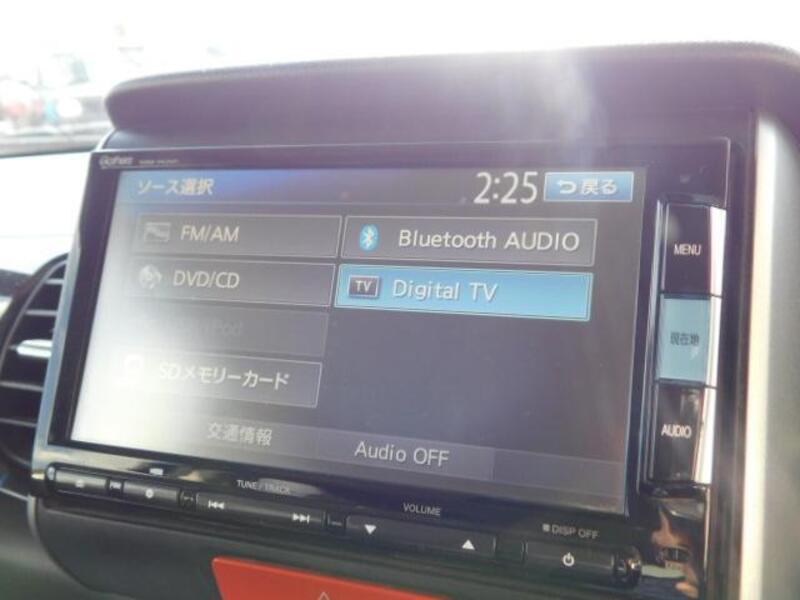 Gathers
ソース選択 2:25 戻る
FM/AM
Bluetooth AUDIO
DVD/CD
TV Digital TV
iPod
SDメモリーカード
交通情報
Audio OFF
MENU
現在地
AUDIO
TUNE / TRACK
VOLUME
DISP OFF